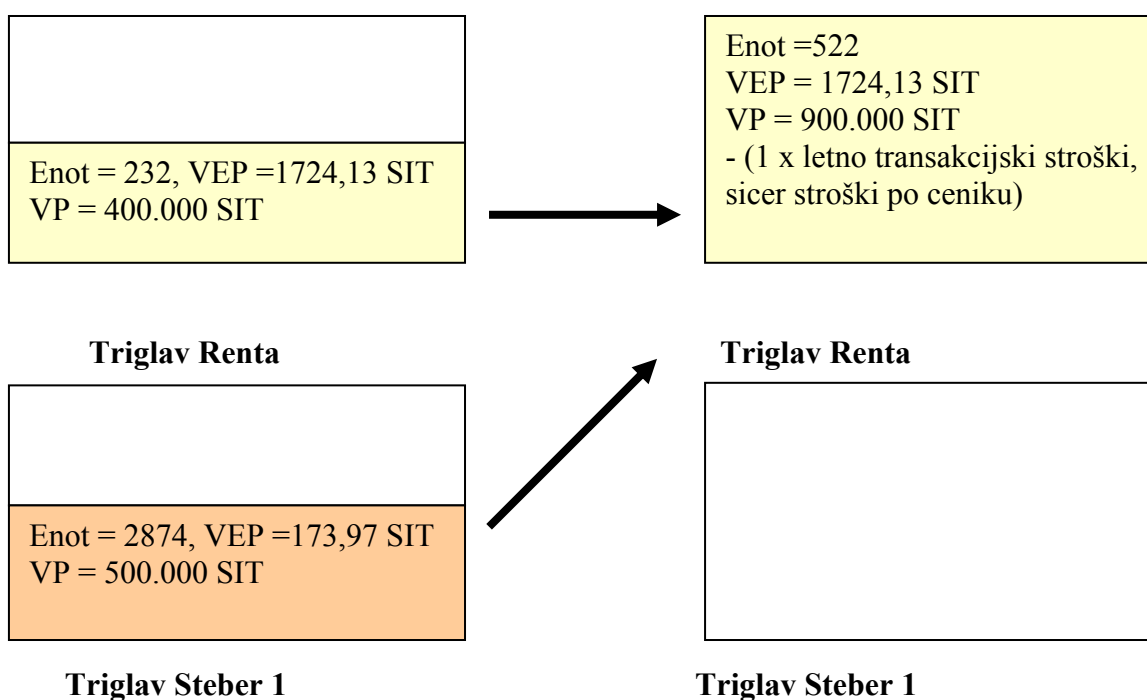 Enot = 232, VEP =1724,13 SIT
VP = 400.000 SIT
Enot =522
VEP = 1724,13 SIT
VP = 900.000 SIT
- (1 x letno transakcijski stroški,
sicer stroški po ceniku)
Triglav Renta
Triglav Renta
Enot = 2874, VEP =173,97 SIT
VP = 500.000 SIT
Triglav Steber 1
Triglav Steber 1